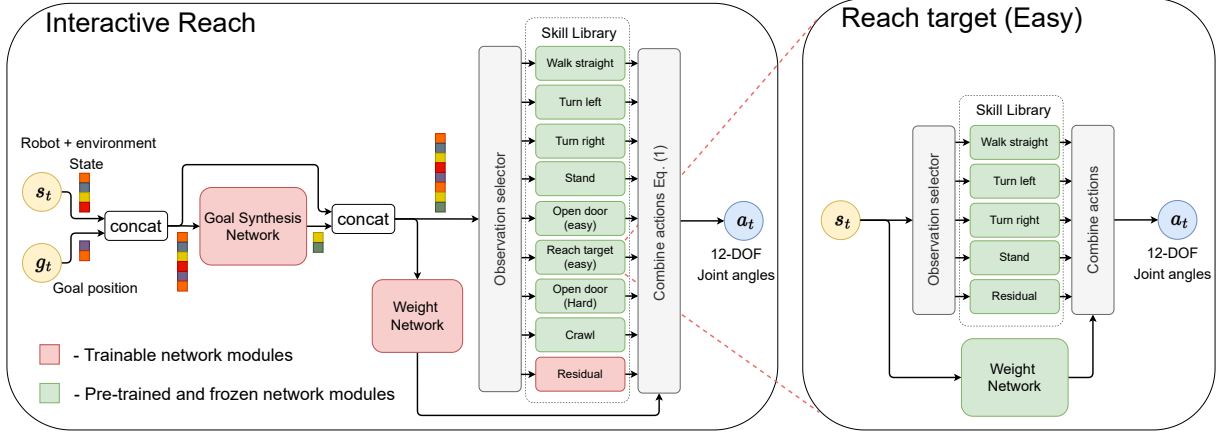 Interactive Reach
Robot + environment
State
s_t
g_t
Goal position
concat
Goal Synthesis
Network
concat
Weight
Network
Observation selector
Skill Library
Walk straight
Turn left
Turn right
Stand
Open door
(easy)
Reach target
(easy)
Open door
(Hard)
Crawl
Residual
Combine actions Eq. (1)
a_t
12-DOF
Joint angles
- Trainable network modules
- Pre-trained and frozen network modules
Reach target (Easy)
s_t
Observation selector
Skill Library
Walk straight
Turn left
Turn right
Stand
Residual
Combine actions
Weight
Network
a_t
12-DOF
Joint angles